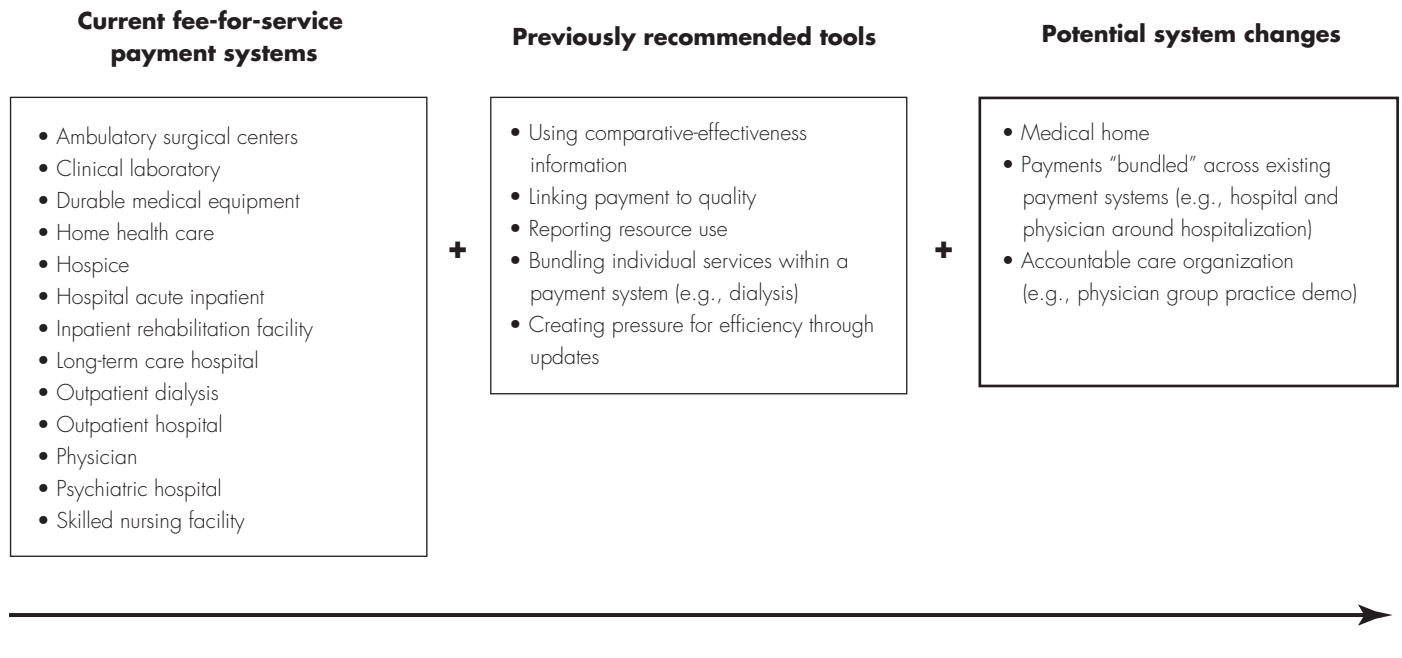 Current fee-for-service
payment systems
• Ambulatory surgical centers
• Clinical laboratory
• Durable medical equipment
• Home health care
• Hospice
• Hospital acute inpatient
• Inpatient rehabilitation facility
• Long-term care hospital
• Outpatient dialysis
• Outpatient hospital
• Physician
• Psychiatric hospital
• Skilled nursing facility
+
Previously recommended tools
• Using comparative-effectiveness
information
• Linking payment to quality
• Reporting resource use
• Bundling individual services within a
payment system (e.g., dialysis)
• Creating pressure for efficiency through
updates
+
Potential system changes
• Medical home
• Payments “bundled” across existing
payment systems (e.g., hospital and
physician around hospitalization)
• Accountable care organization
(e.g., physician group practice demo)